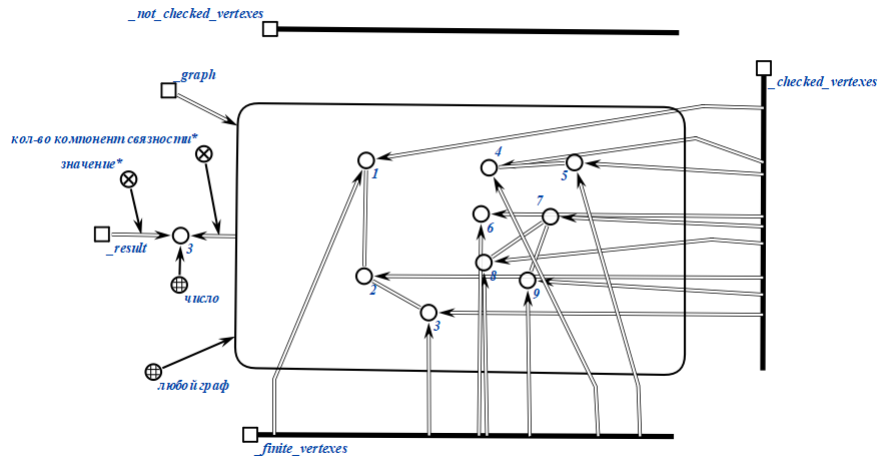 _not_checked_vertexes
_graph
_checked_vertexes
кол-во компонент связности*
значение*
4
1
5
7
6
_result
3
8
2
9
число
3
любой граф
_finite_vertexes